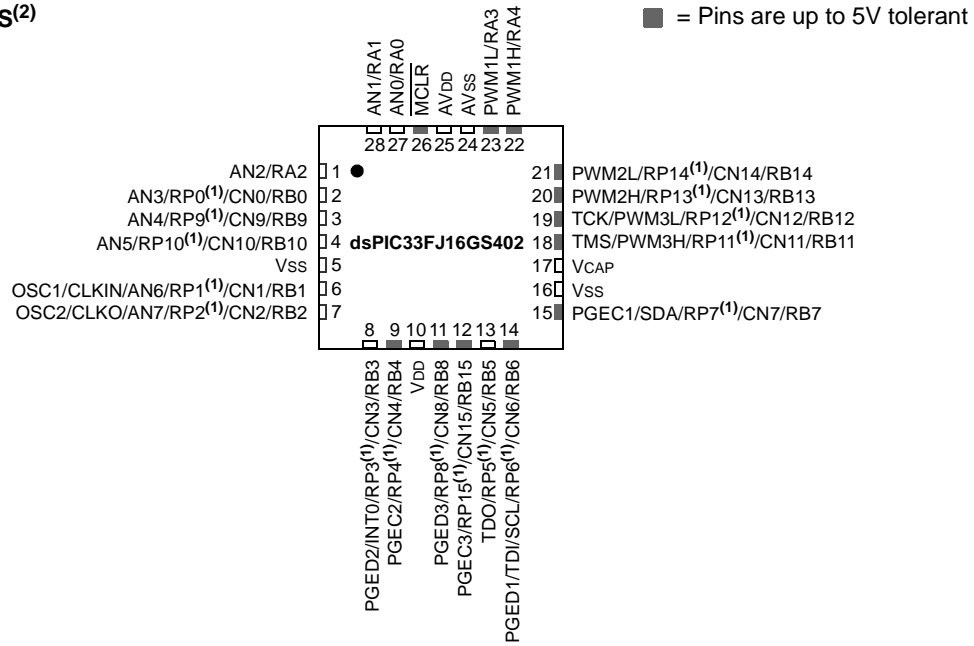 S(2)
= Pins are up to 5V tolerant
AN1/RA1
AN0/RA0
MCLR
AVDD
AVSS
PWM1L/RA3
PWM1H/RA4
28 27 26 25 24 23 22
AN2/RA2 1
AN3/RP0(1)/CN0/RB0 2
AN4/RP9(1)/CN9/RB9 3
AN5/RP10(1)/CN10/RB10 4
VSS 5
OSC1/CLKIN/AN6/RP1(1)/CN1/RB1 6
OSC2/CLKO/AN7/RP2(1)/CN2/RB2 7
dsPIC33FJ16GS402
21 PWM2L/RP14(1)/CN14/RB14
20 PWM2H/RP13(1)/CN13/RB13
19 TCK/PWM3L/RP12(1)/CN12/RB12
18 TMS/PWM3H/RP11(1)/CN11/RB11
17 VCAP
16 VSS
15 PGEC1/SDA/RP7(1)/CN7/RB7
8 9 10 11 12 13 14
PGED2/INT0/RP3(1)/CN3/RB3
PGEC2/RP4(1)/CN4/RB4
VDD
PGED3/RP8(1)/CN8/RB8
PGEC3/RP15(1)/CN15/RB15
TDO/RP5(1)/CN5/RB5
PGED1/TDI/SCL/RP6(1)/CN6/RB6